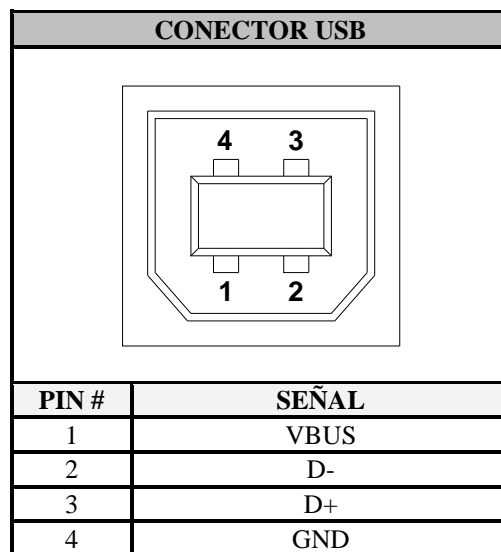 CONECTOR USB
4 3
1 2
PIN # SEÑAL
1 VBUS
2 D-
3 D+
4 GND